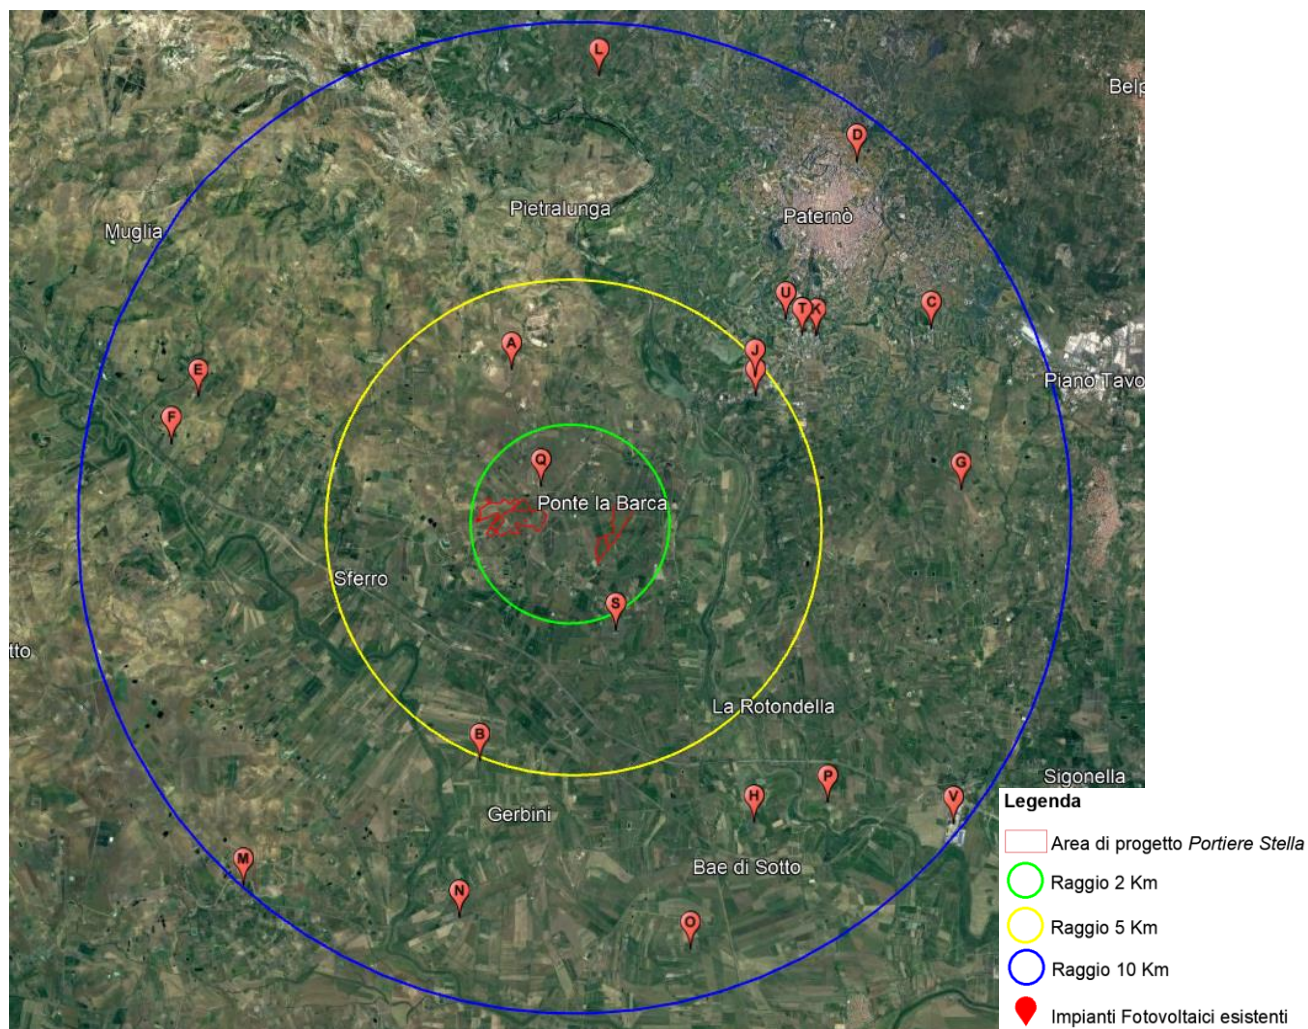 L
Belp
D
Pietralunga
Paternò
Muglia
U
T
K
C
A
J
I
E
Piano Tavo
F
Q
G
Ponte la Barca
Sferro
S
tto
La Rotondella
B
P
Sigonella
H
V
Gerbini
Legenda
Area di progetto Portiere Stella
M
Bae di Sotto
Raggio 2 Km
N
O
Raggio 5 Km
Raggio 10 Km
Impianti Fotovoltaici esistenti